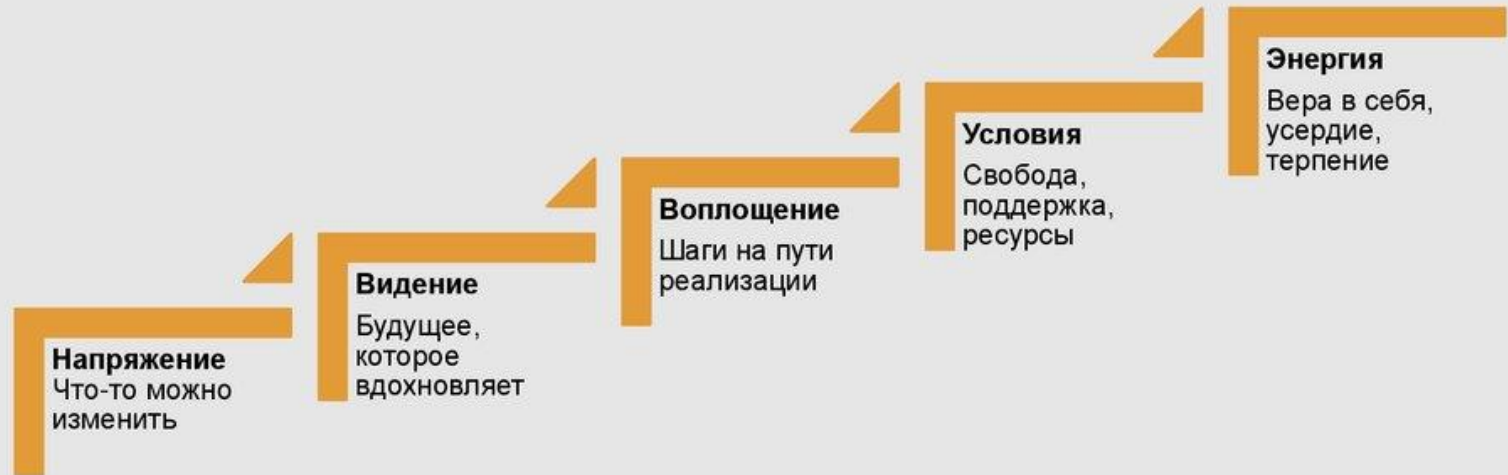 Напряжение
Что-то можно
изменить
Видение
Будущее,
которое
вдохновляет
Воплощение
Шаги на пути
реализации
Условия
Свобода,
поддержка,
ресурсы
Энергия
Вера в себя,
усердие,
терпение